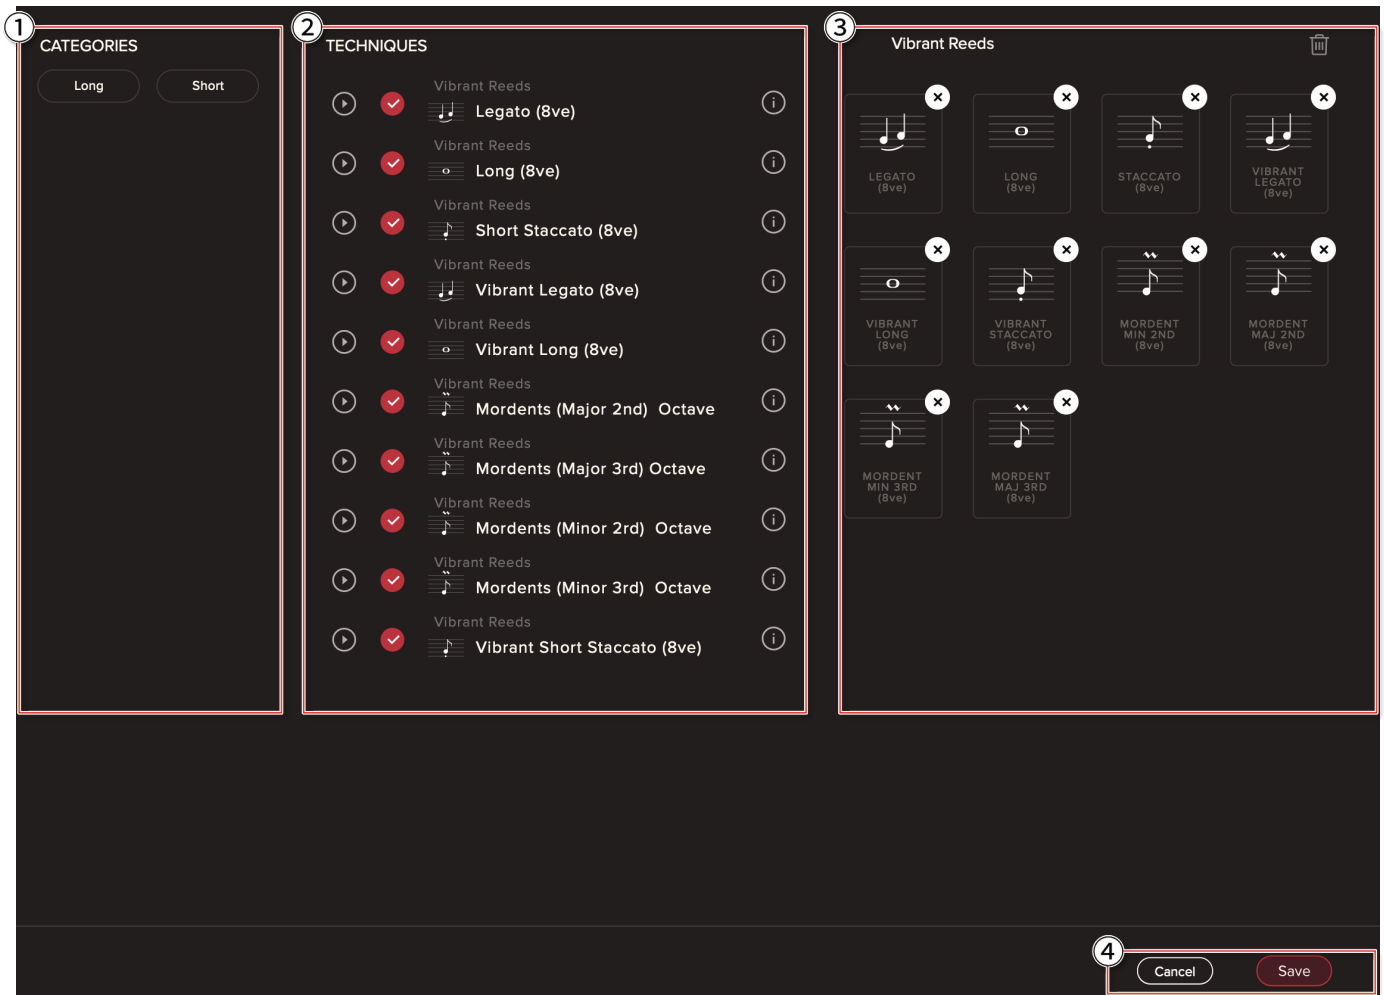 1
CATEGORIES
Long
Short
2
TECHNIQUES
Vibrant Reeds
Legato (8ve)
Vibrant Reeds
Long (8ve)
Vibrant Reeds
Short Staccato (8ve)
Vibrant Reeds
Vibrant Legato (8ve)
Vibrant Reeds
Vibrant Long (8ve)
Vibrant Reeds
Mordents (Major 2nd) Octave
Vibrant Reeds
Mordents (Major 3rd) Octave
Vibrant Reeds
Mordents (Minor 2rd) Octave
Vibrant Reeds
Mordents (Minor 3rd) Octave
Vibrant Reeds
Vibrant Short Staccato (8ve)
3
Vibrant Reeds
LEGATO
(8ve)
LONG
(8ve)
STACCATO
(8ve)
VIBRANT
LEGATO
(8ve)
VIBRANT
LONG
(8ve)
VIBRANT
STACCATO
(8ve)
MORDENT
MIN 2ND
(8ve)
MORDENT
MAJ 2ND
(8ve)
MORDENT
MIN 3RD
(8ve)
MORDENT
MAJ 3RD
(8ve)
4
Cancel
Save